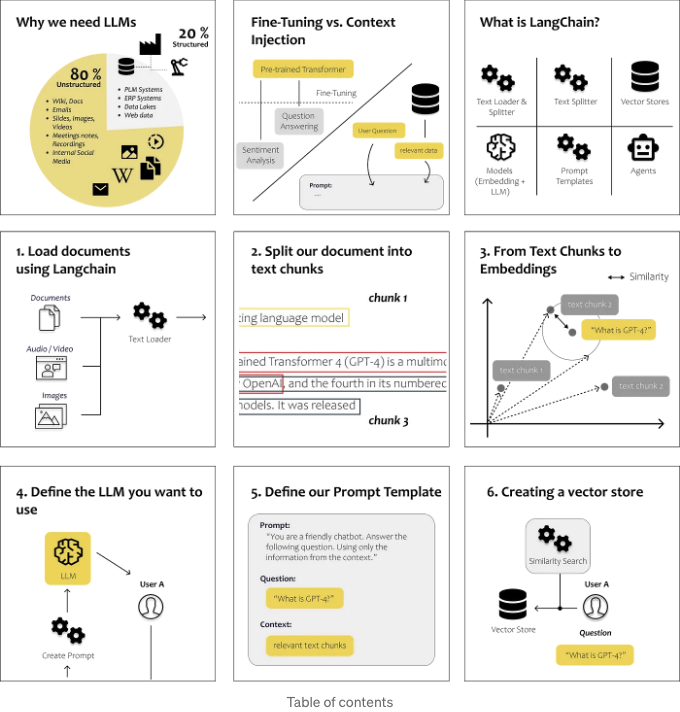 Why we need LLMs
20 %
Structured
80 %
Unstructured
• Wiki, Docs
• Emails
• Slides, Images,
Videos
• Meetings notes,
Recordings
• Internal Social
Media
• PLM Systems
• ERP Systems
• Data Lakes
• Web data
W
Fine-Tuning vs. Context
Injection
Pre-trained Transformer
Fine-Tuning
Question
Answering
Sentiment
Analysis
User Question
relevant data
Prompt:
....
What is LangChain?
Text Loader &
Splitter
Text Splitter
Vector Stores
Models
(Embedding +
LLM)
Prompt
Templates
Agents
1. Load documents
using Langchain
Documents
Audio / Video
Images
Text Loader
2. Split our document into
text chunks
chunk 1
cing language model
ained Transformer 4 (GPT-4) is a multimo
OpenAI, and the fourth in its numbered
models. It was released
chunk 3
3. From Text Chunks to
Embeddings
Similarity
text chunk 2
"What is GPT-4?"
text chunk 1
text chunk 2
4. Define the LLM you want to
use
LLM
User A
Create Prompt
5. Define our Prompt Template
Prompt:
"You are a friendly chatbot. Answer the
following question. Using only the
information from the context."
Question:
"What is GPT-4?"
Context:
relevant text chunks
6. Creating a vector store
Similarity Search
User A
Vector Store
Question
"What is GPT-4?"
Table of contents